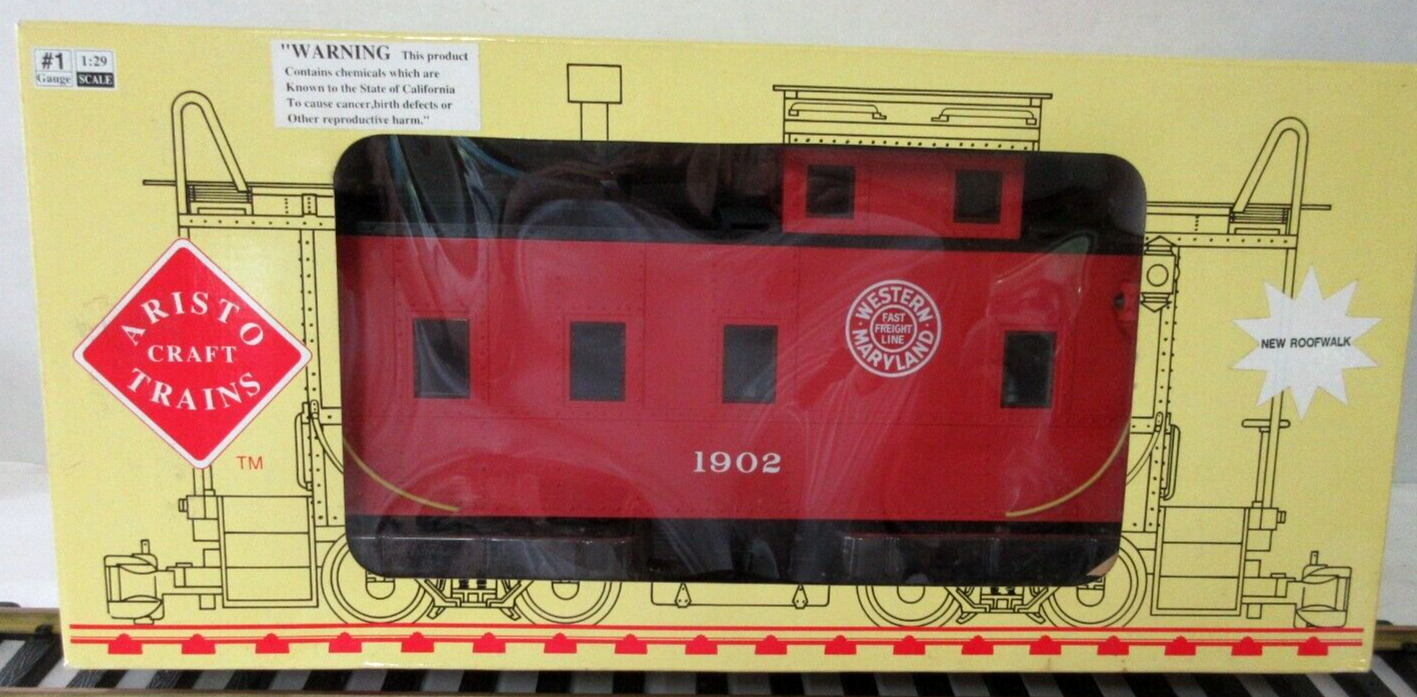 #1
Gauge
1:29
SCALE
"WARNING This product
Contains chemicals which are
Known to the State of California
To cause cancer,birth defects or
Other reproductive harm."
ARISTO
CRAFT
TRAINS
TM
WESTERN
FAST
FREIGHT
LINE
MARYLAND
1902
NEW ROOFWALK